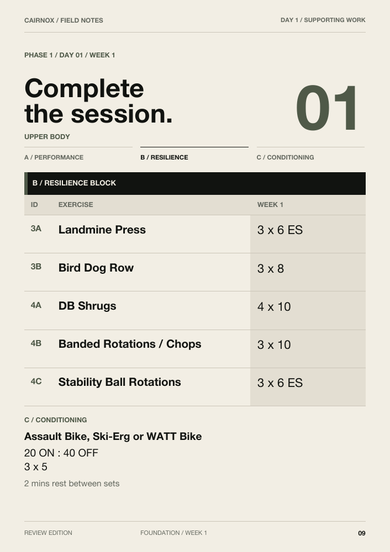 CAIRNOX / FIELD NOTES
DAY 1 / SUPPORTING WORK
PHASE 1 / DAY 01 / WEEK 1
Complete
the session.
01
UPPER BODY
A / PERFORMANCE
B / RESILIENCE
C / CONDITIONING
B / RESILIENCE BLOCK
ID EXERCISE WEEK 1
3A Landmine Press 3 x 6 ES
3B Bird Dog Row 3 x 8
4A DB Shrugs 4 x 10
4B Banded Rotations / Chops 3 x 10
4C Stability Ball Rotations 3 x 6 ES
C / CONDITIONING
Assault Bike, Ski-Erg or WATT Bike
20 ON : 40 OFF
3 x 5
2 mins rest between sets
REVIEW EDITION
FOUNDATION / WEEK 1
09